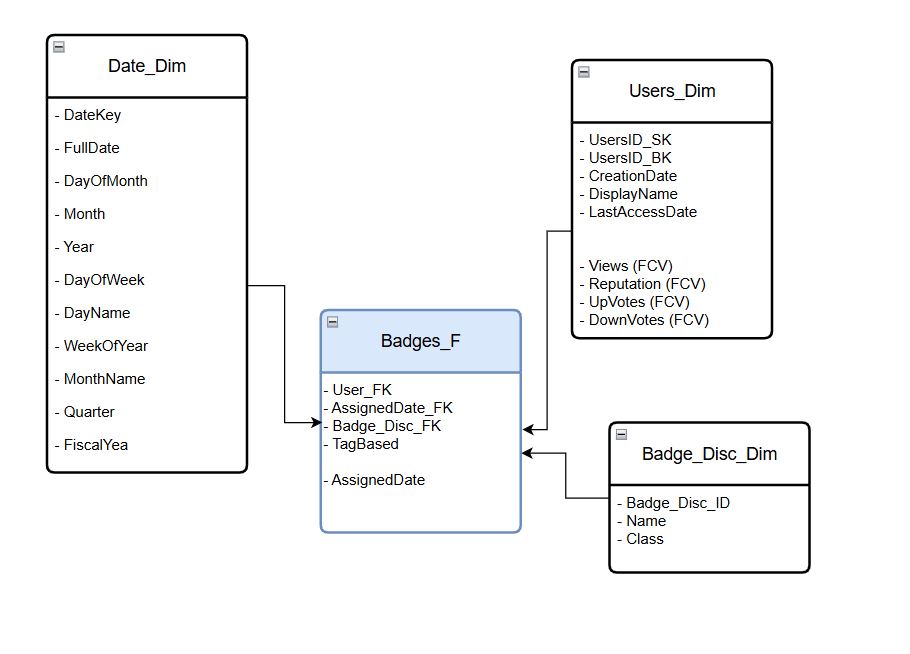 Date_Dim
- DateKey
- FullDate
- DayOfMonth
- Month
- Year
- DayOfWeek
- DayName
- WeekOfYear
- MonthName
- Quarter
- FiscalYea
Users_Dim
- UsersID_SK
- UsersID_BK
- CreationDate
- DisplayName
- LastAccessDate
- Views (FCV)
- Reputation (FCV)
- UpVotes (FCV)
- DownVotes (FCV)
Badges_F
- User_FK
- AssignedDate_FK
- Badge_Disc_FK
- TagBased
- AssignedDate
Badge_Disc_Dim
- Badge_Disc_ID
- Name
- Class